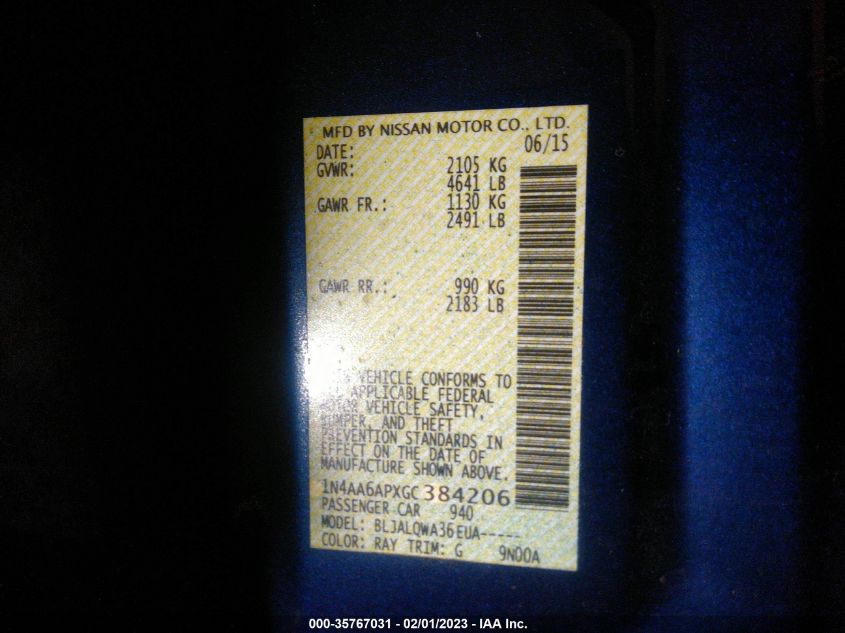 MFD BY NISSAN MOTOR CO., LTD.
DATE: 06/15
GVWR: 2105 KG
4641 LB
GAWR FR.: 1130 KG
2491 LB
GAWR RR.: 990 KG
2183 LB
VEHICLE CONFORMS TO
APPLICABLE FEDERAL
VEHICLE SAFETY,
BUMPER, AND THEFT
PREVENTION STANDARDS IN
EFFECT ON THE DATE OF
MANUFACTURE SHOWN ABOVE.
1N4AA6APXGC384206
PASSENGER CAR 940
MODEL: BLJALQWA36EUA-----
COLOR: RAY TRIM: G 9N00A
000-35767031 - 02/01/2023 - IAA Inc.